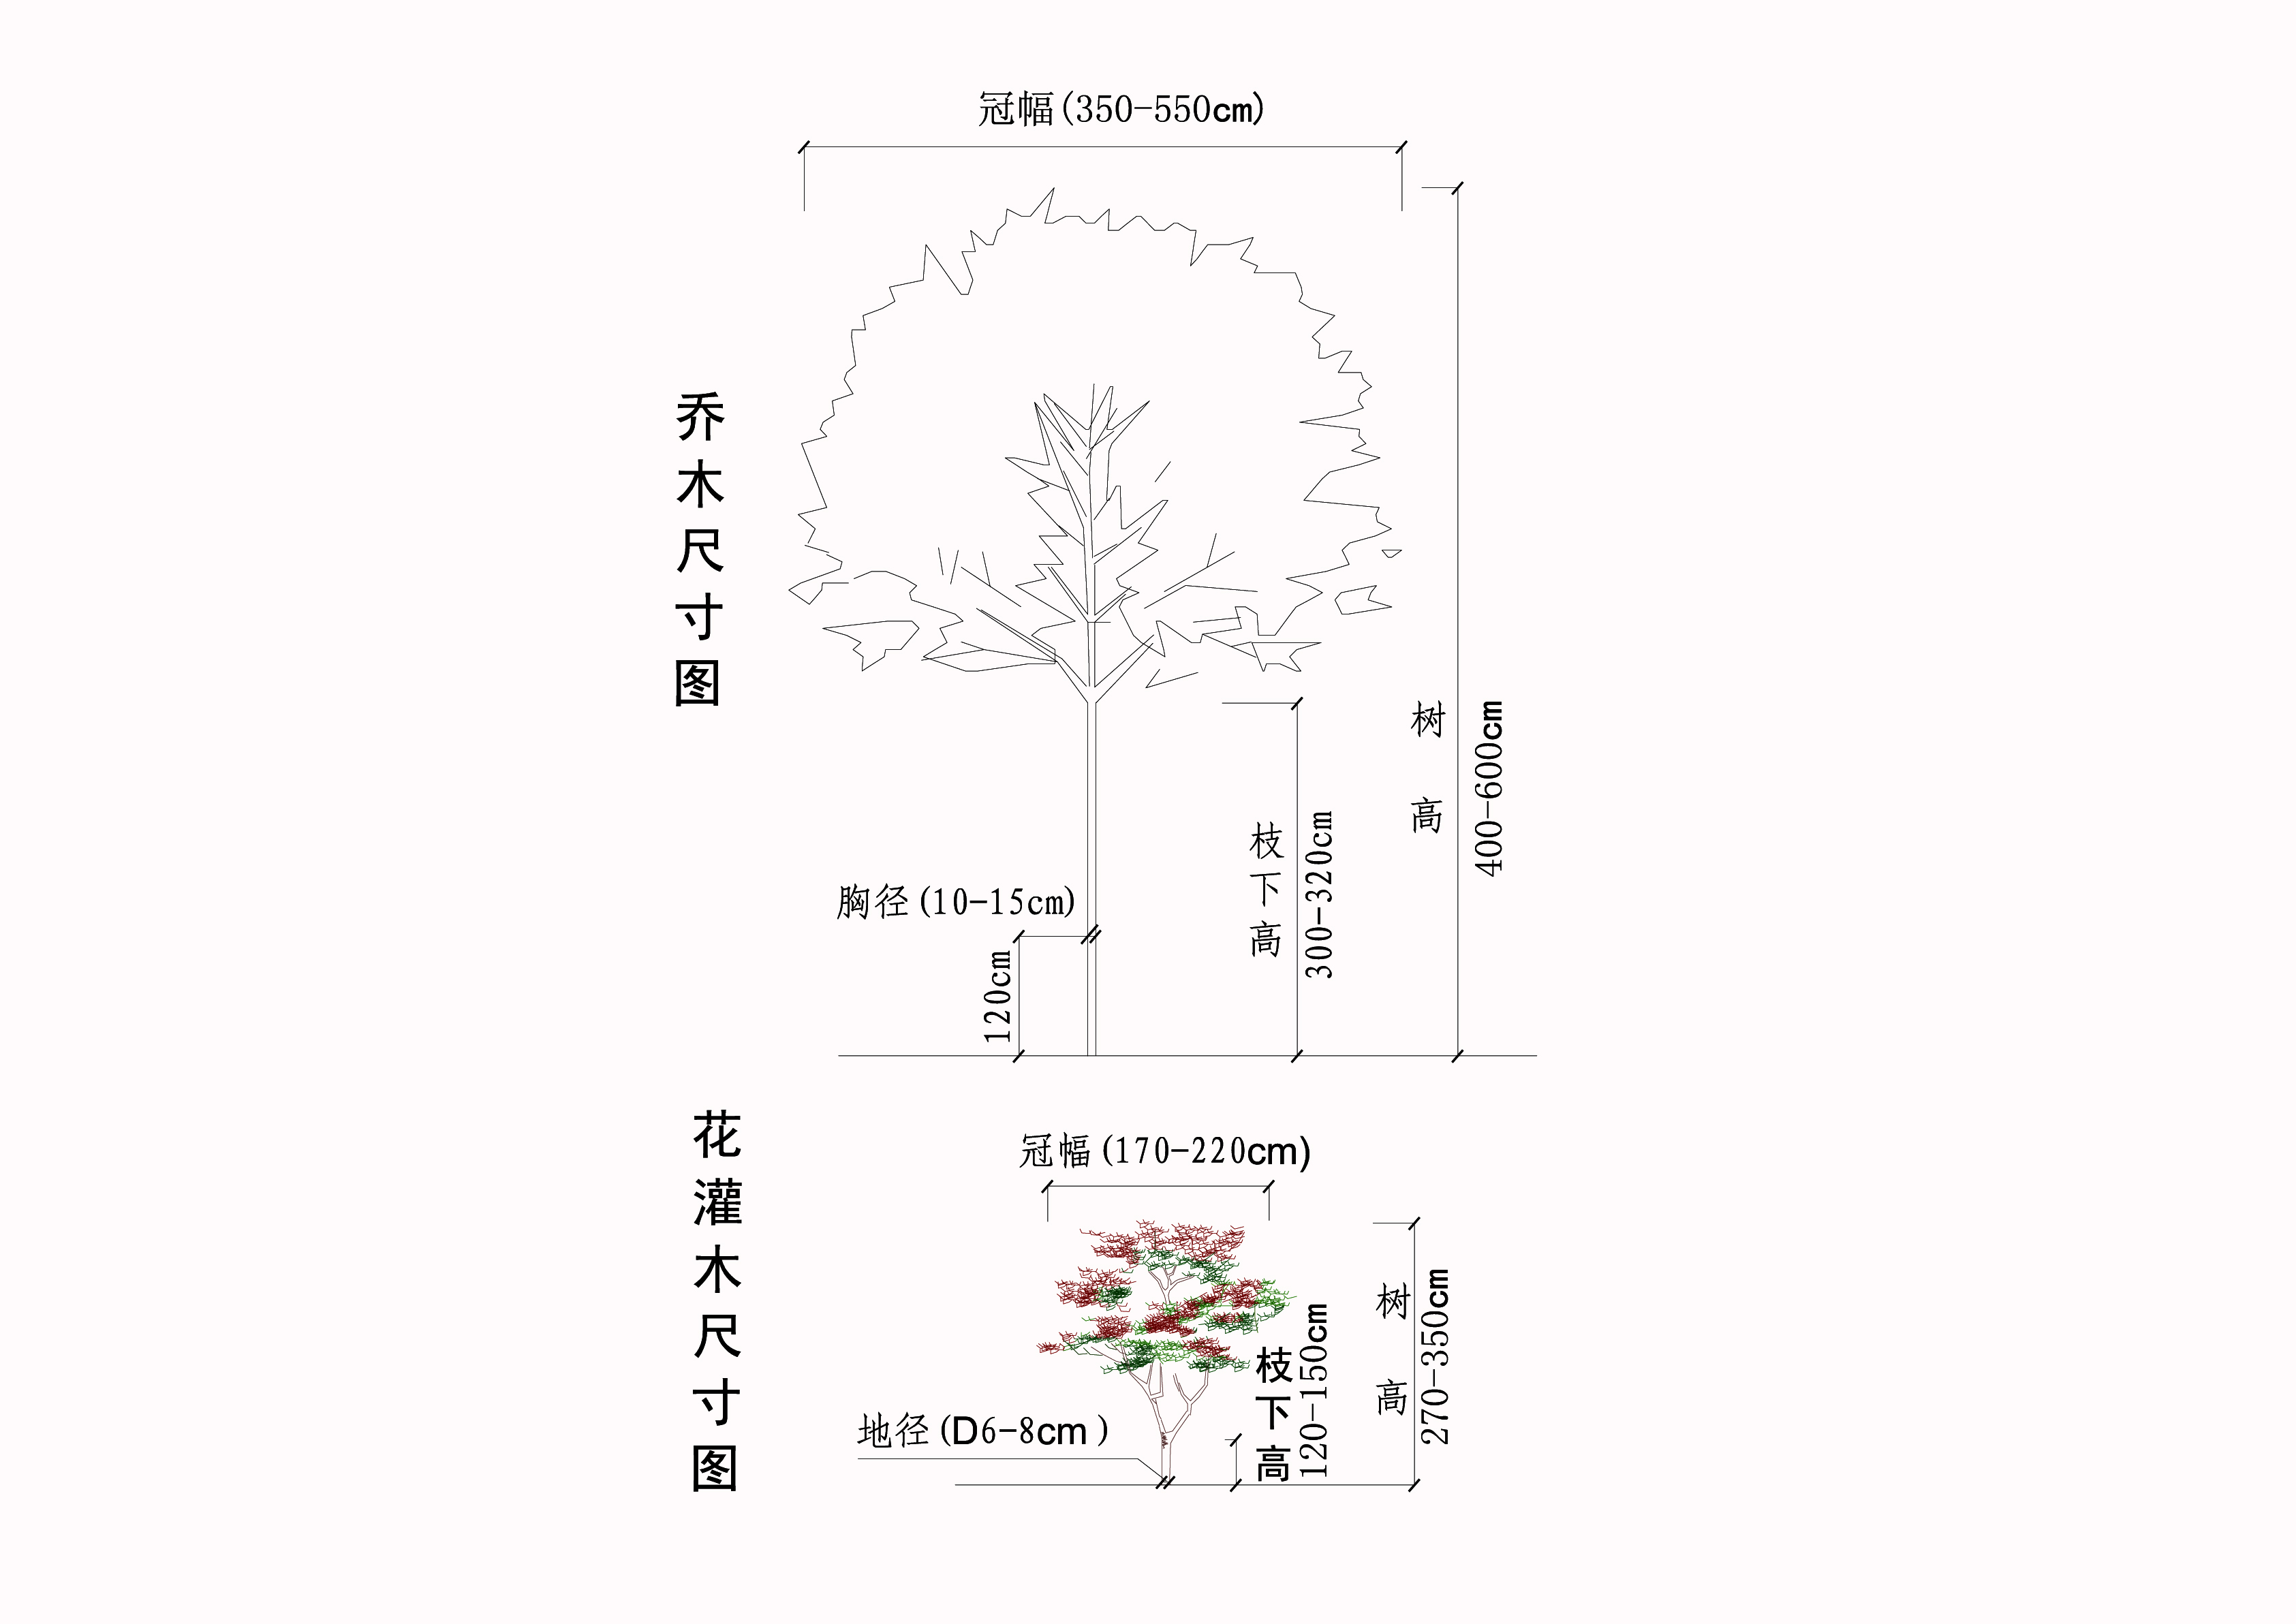 冠幅(350-550cm)
乔木尺寸图
树高
400-600cm
枝下高
300-320cm
胸径(10-15cm)
120cm
花灌木尺寸图
冠幅(170-220cm)
树高
270-350cm
枝下高
120-150cm
地径(D6-8cm )